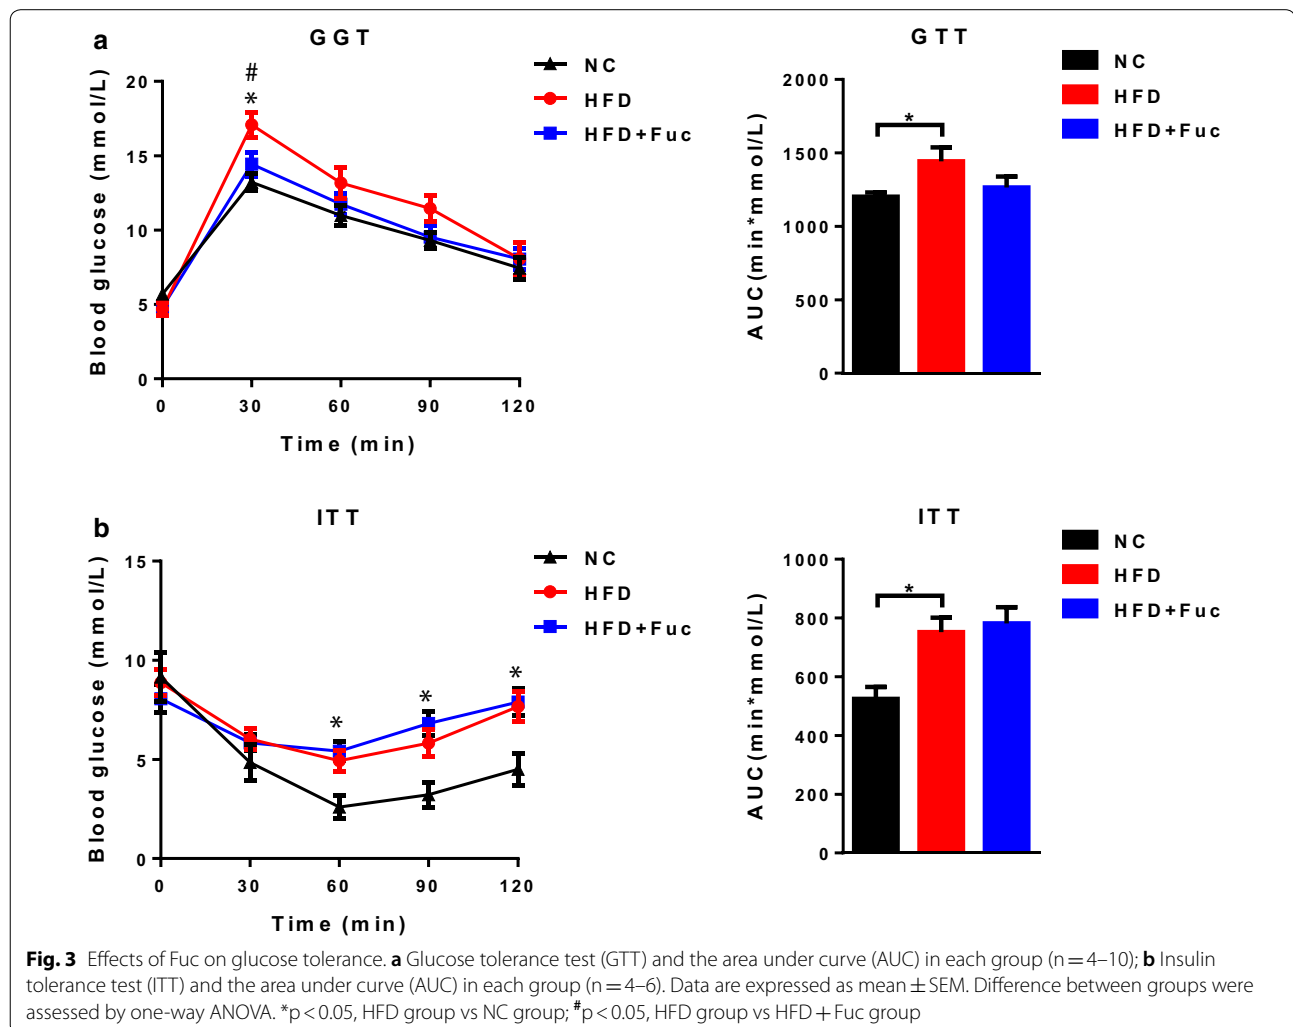 a
GGT
Blood glucose (mmol/L)
20
15
10
5
0
#
*
0 30 60 90 120
Time (min)
NC
HFD
HFD+Fuc
GTT
AUC(min*mmol/L)
2000
1500
1000
500
0
*
NC
HFD
HFD+Fuc
b
ITT
Blood glucose (mmol/L)
15
10
5
0
* * *
0 30 60 90 120
Time (min)
NC
HFD
HFD+Fuc
ITT
AUC(min*mmol/L)
1000
800
600
400
200
0
*
NC
HFD
HFD+Fuc
Fig. 3 Effects of Fuc on glucose tolerance. a Glucose tolerance test (GTT) and the area under curve (AUC) in each group (n = 4–10); b Insulin
tolerance test (ITT) and the area under curve (AUC) in each group (n = 4–6). Data are expressed as mean ± SEM. Difference between groups were
assessed by one-way ANOVA. *p < 0.05, HFD group vs NC group; #p < 0.05, HFD group vs HFD + Fuc group